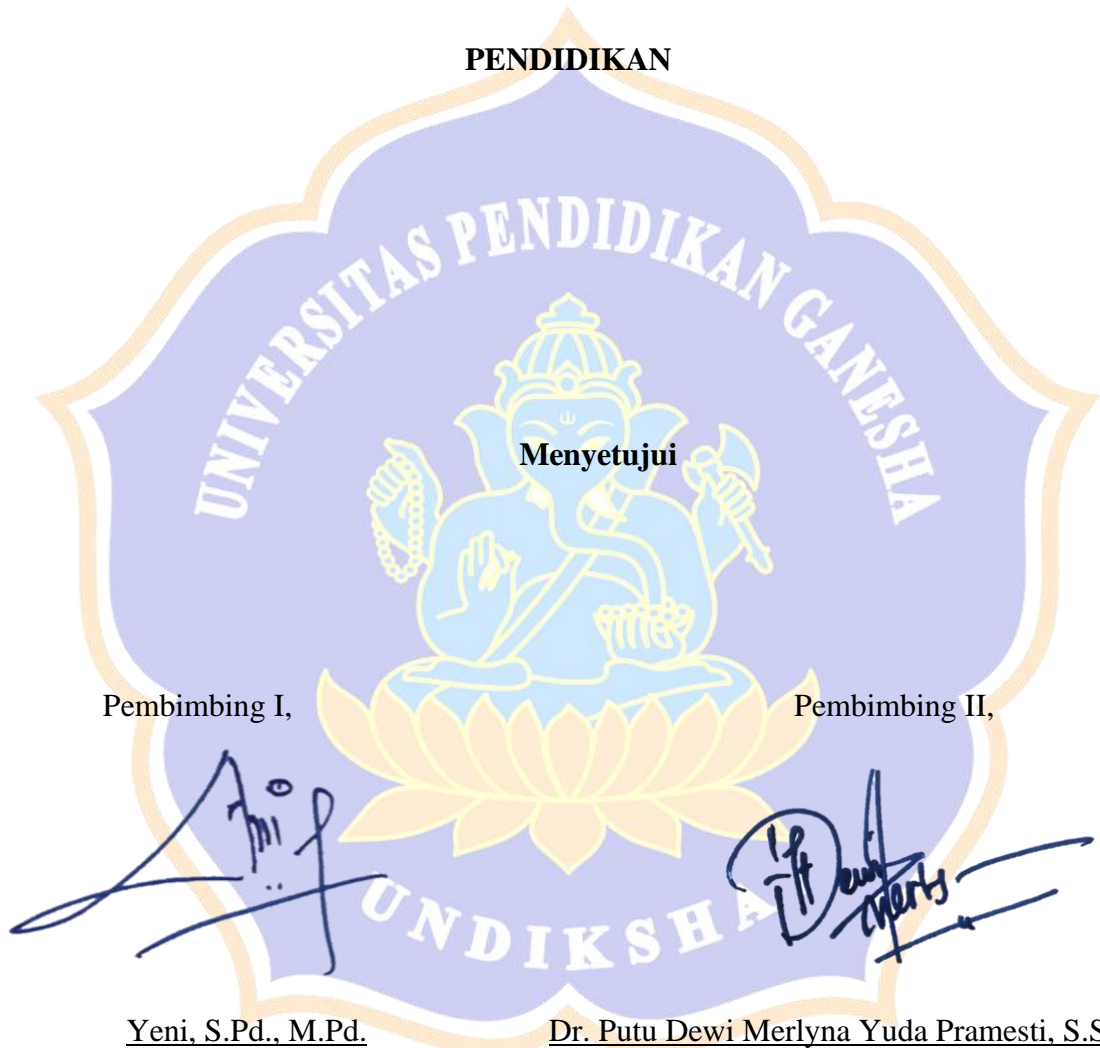 PENDIDIKAN
UNIVERSITAS PENDIDIKAN GANESHA
Menyetujui
Pembimbing I, Pembimbing II,
UNDIKSHA
Yeni, S.Pd., M.Pd. Dr. Putu Dewi Merlyna Yuda Pramesti, S.S